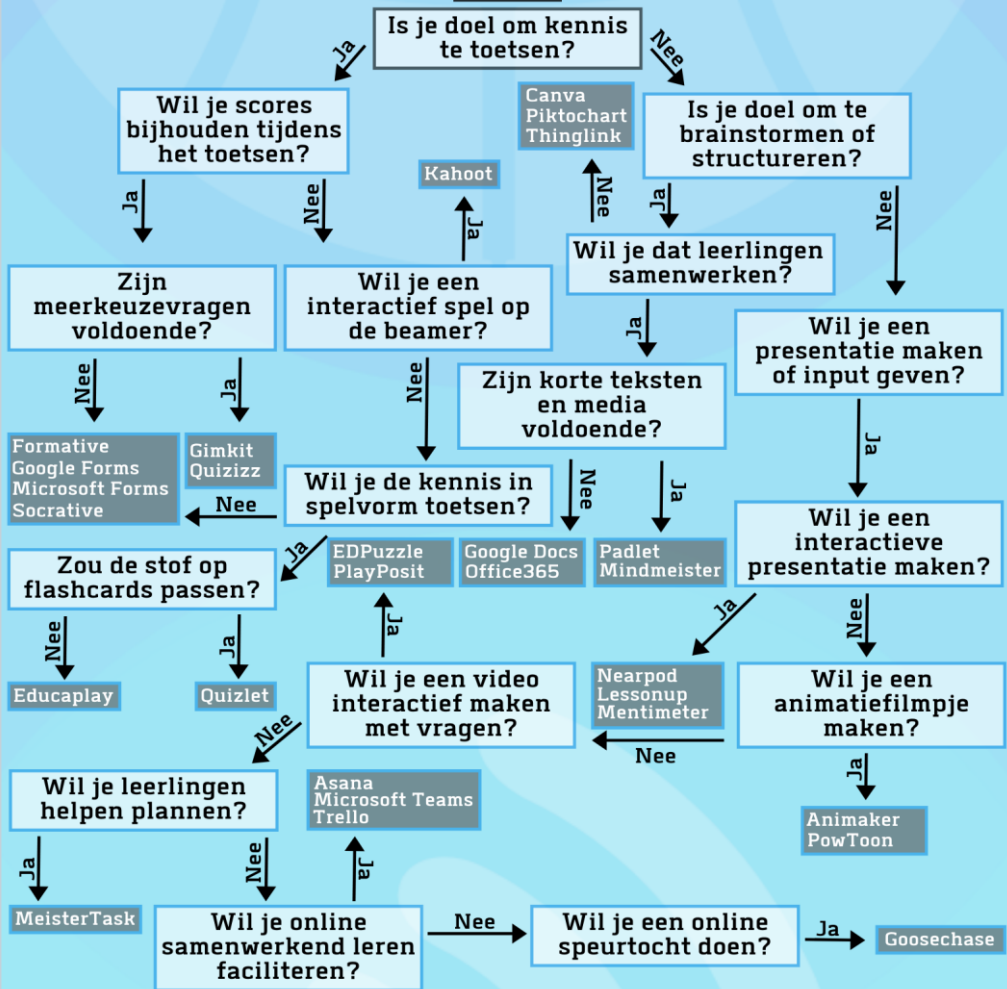 Is je doel om kennis
te toetsen?
Ja
Nee
Wil je scores
bijhouden tijdens
het toetsen?
Canva
Piktochart
Thinglink
Is je doel om te
brainstormen of
structureren?
Kahoot
Ja
Nee
Ja
Nee
Ja
Nee
Wil je dat leerlingen
samenwerken?
Zijn
meerkeuzevragen
voldoende?
Wil je een
interactief spel op
de beamer?
Ja
Wil je een
presentatie maken
of input geven?
Nee
Ja
Nee
Zijn korte teksten
en media
voldoende?
Ja
Formative
Google Forms
Microsoft Forms
Socrative
Gimkit
Quizizz
Nee
Wil je de kennis in
spelvorm toetsen?
Nee
Ja
Wil je een
interactieve
presentatie maken?
Ja
Zou de stof op
flashcards passen?
EDPuzzle
PlayPosit
Google Docs
Office365
Padlet
Mindmeister
Nee
Ja
Ja
Ja
Nee
Educaplay
Quizlet
Wil je een video
interactief maken
met vragen?
Nearpod
Lessonup
Mentimeter
Wil je een
animatiefilmpje
maken?
Nee
Nee
Ja
Wil je leerlingen
helpen plannen?
Asana
Microsoft Teams
Trello
Animaker
PowToon
Ja
Nee
Ja
MeisterTask
Wil je online
samenwerkend leren
faciliteren?
Nee
Wil je een online
speurtocht doen?
Ja
Goosechase